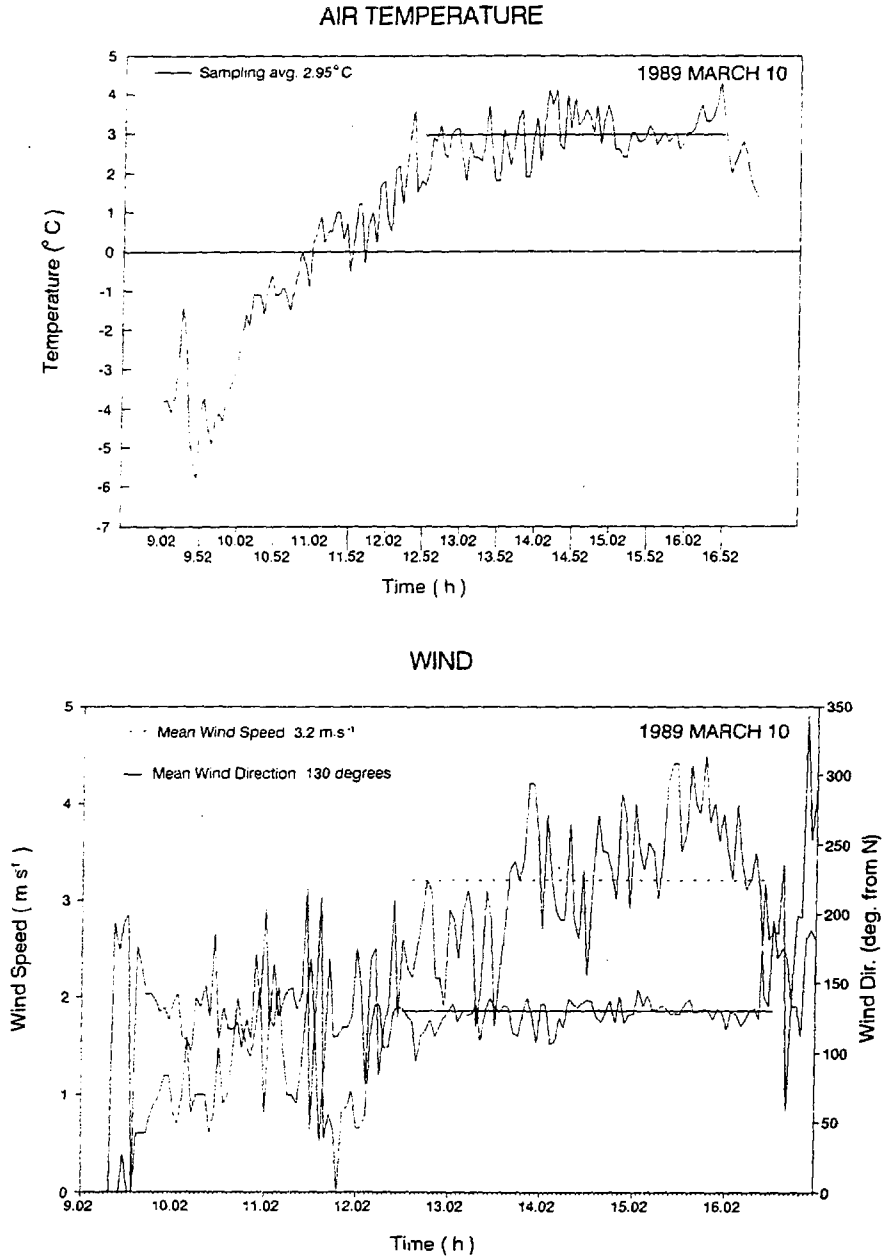 AIR TEMPERATURE
5
4
3
2
1
0
-1
-2
-3
-4
-5
-6
-7
Temperature (° C)
Sampling avg. 2.95°C
1989 MARCH 10
9.02 10.02 11.02 12.02 13.02 14.02 15.02 16.02
9.52 10.52 11.52 12.52 13.52 14.52 15.52 16.52
Time ( h )
WIND
5
4
3
2
1
0
Wind Speed ( m s⁻¹ )
Mean Wind Speed 3.2 m·s⁻¹
1989 MARCH 10
Mean Wind Direction 130 degrees
350
300
250
200
150
100
50
0
Wind Dir. (deg. from N)
9.02 10.02 11.02 12.02 13.02 14.02 15.02 16.02
Time ( h )